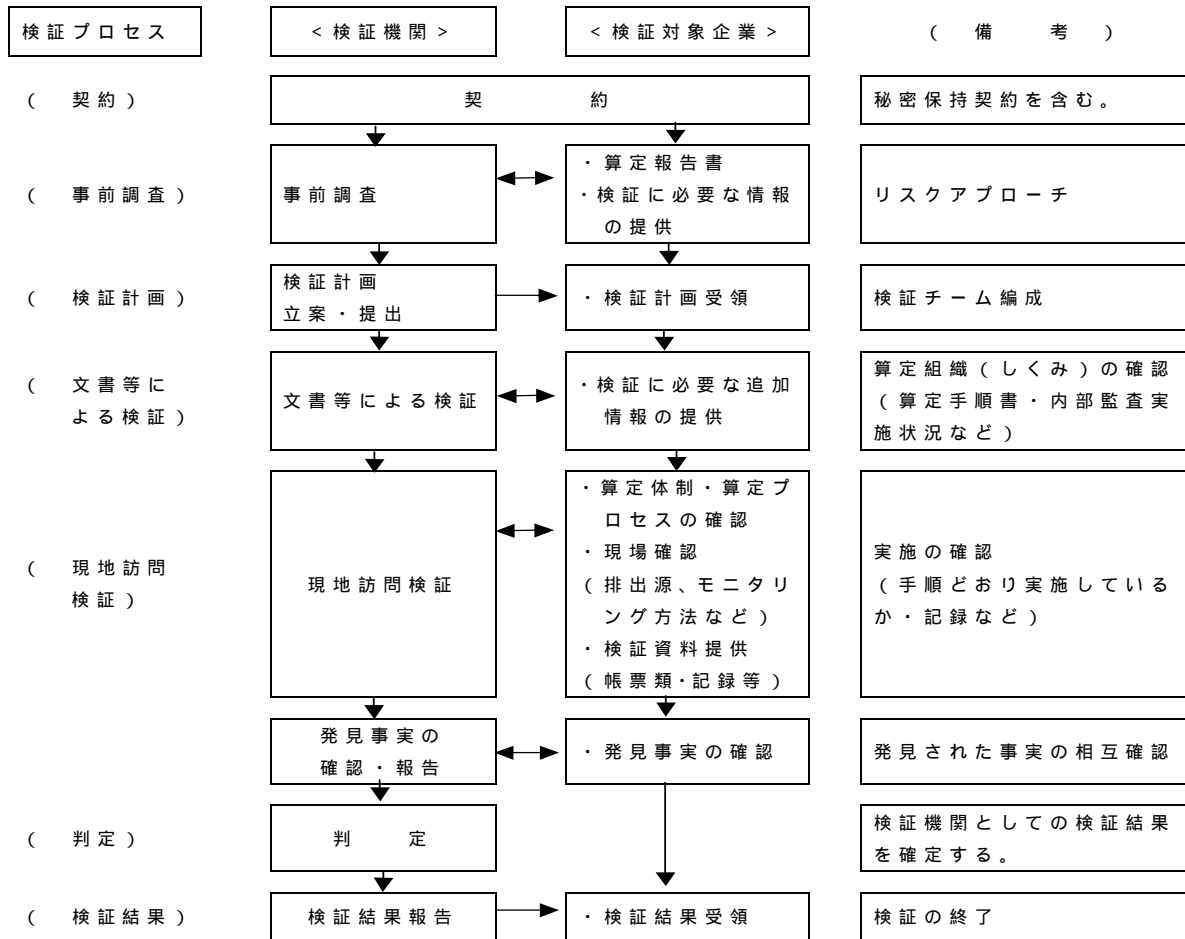 検証プロセス
<検証機関>
<検証対象企業>
(備考)
(契約)
契約
秘密保持契約を含む。
(事前調査)
事前調査
・算定報告書
・検証に必要な情報
の提供
リスクアプローチ
(検証計画)
検証計画
立案・提出
・検証計画受領
検証チーム編成
(文書等に
よる検証)
文書等による検証
・検証に必要な追加
情報の提供
算定組織(しくみ)の確認
(算定手順書・内部監査実
施状況など)
(現地訪問
検証)
現地訪問検証
・算定体制・算定プ
ロセスの確認
・現場確認
(排出源、モニタリ
ング方法など)
・検証資料提供
(帳票類・記録等)
実施の確認
(手順どおり実施している
か・記録など)
発見事実の
確認・報告
・発見事実の確認
発見された事実の相互確認
(判定)
判定
検証機関としての検証結果
を確定する。
(検証結果)
検証結果報告
・検証結果受領
検証の終了